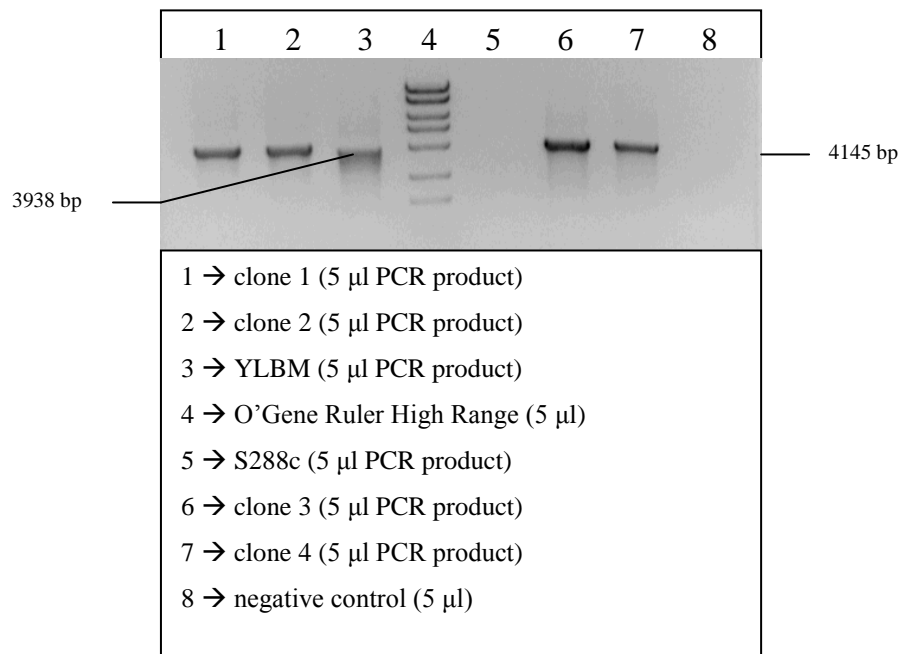 1 2 3 4 5 6 7 8
4145 bp
3938 bp
1 → clone 1 (5 μl PCR product)
2 → clone 2 (5 μl PCR product)
3 → YLBM (5 μl PCR product)
4 → O’Gene Ruler High Range (5 μl)
5 → S288c (5 μl PCR product)
6 → clone 3 (5 μl PCR product)
7 → clone 4 (5 μl PCR product)
8 → negative control (5 μl)